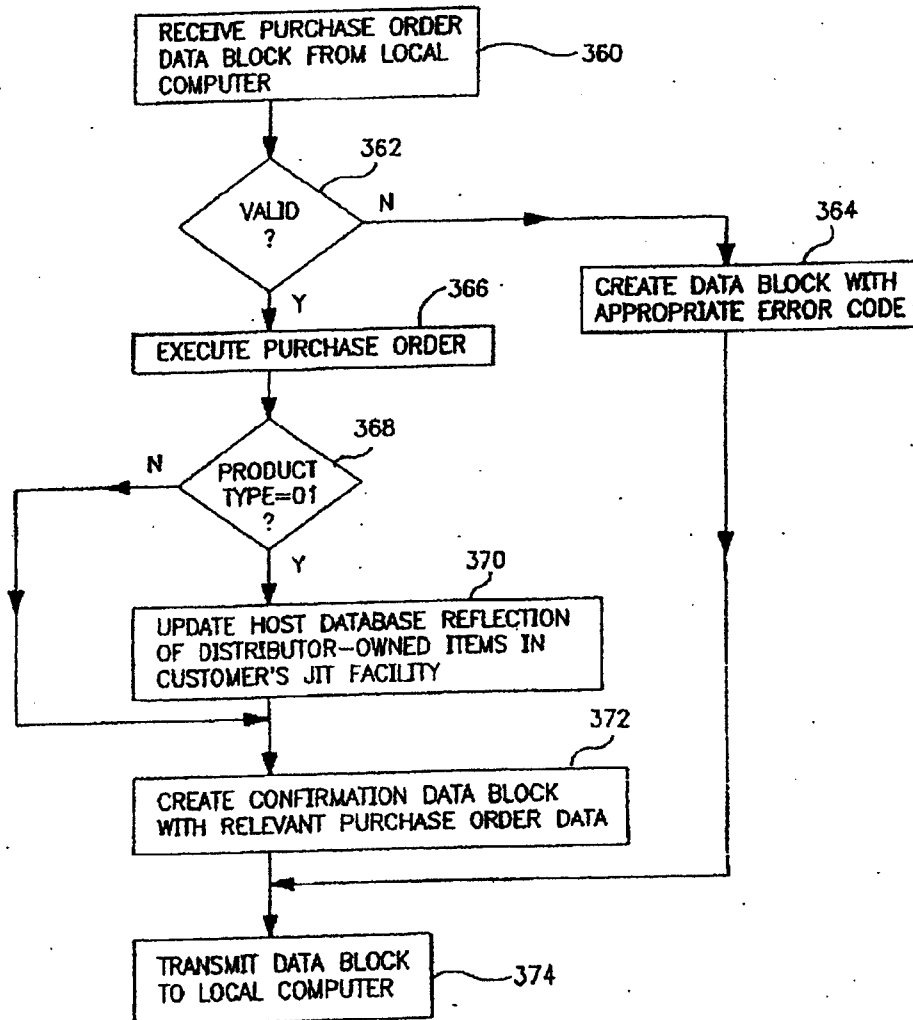 RECEIVE PURCHASE ORDER
DATA BLOCK FROM LOCAL
COMPUTER
360
362
VALID
?
N
Y
364
CREATE DATA BLOCK WITH
APPROPRIATE ERROR CODE
366
EXECUTE PURCHASE ORDER
368
PRODUCT
TYPE=01
?
N
Y
370
UPDATE HOST DATABASE REFLECTION
OF DISTRIBUTOR-OWNED ITEMS IN
CUSTOMER'S JIT FACILITY
372
CREATE CONFIRMATION DATA BLOCK
WITH RELEVANT PURCHASE ORDER DATA
TRANSMIT DATA BLOCK
TO LOCAL COMPUTER
374